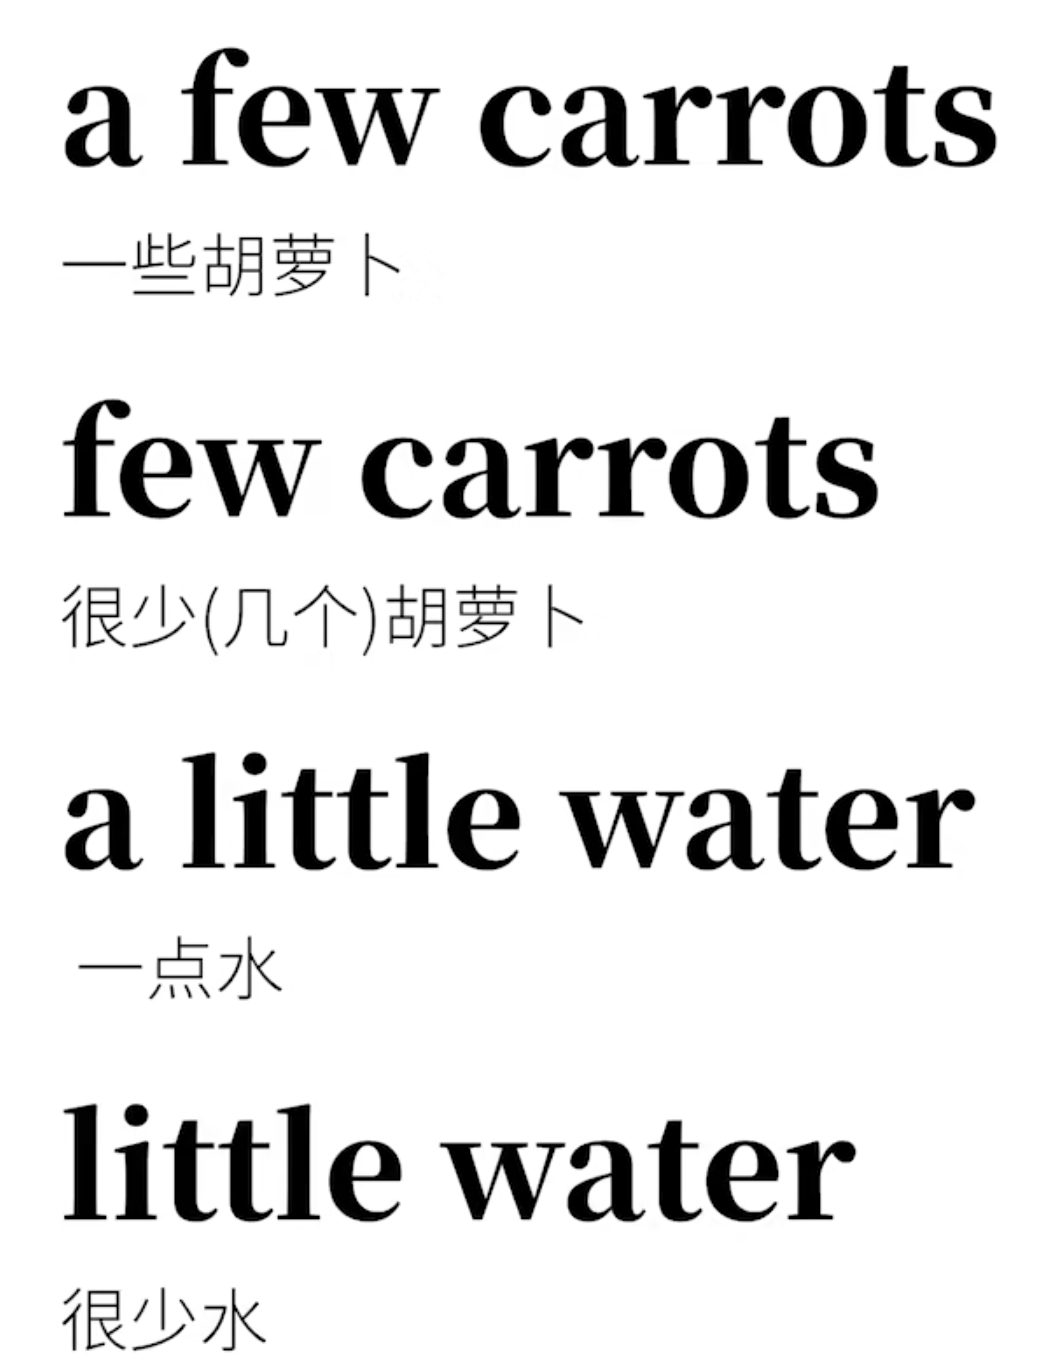 a few carrots
一些胡萝卜
few carrots
很少(几个)胡萝卜
a little water
一点水
little water
很少水